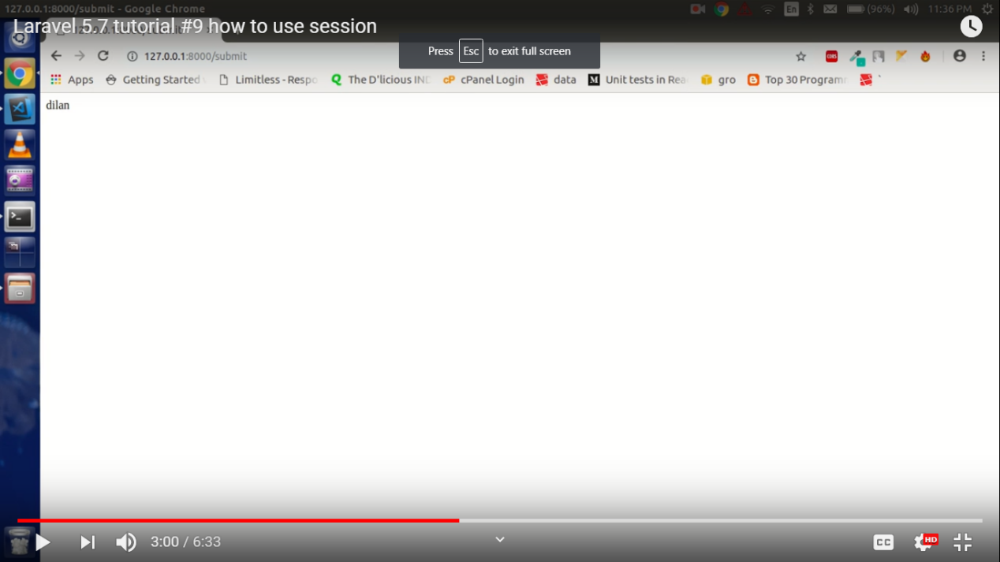 127.0.0.1:8000/submit - Google Chrome
En
(96%)
11:36 PM
Laravel 5.7 tutorial #9 how to use session
Press Esc to exit full screen
127.0.0.1:8000/submit
Apps
Getting Started
Limitless - Respo
The D'licious IND
cP cPanel Login
data
M Unit tests in Rea
gro
Top 30 Programm
dilan
3:00 / 6:33
CC
HD